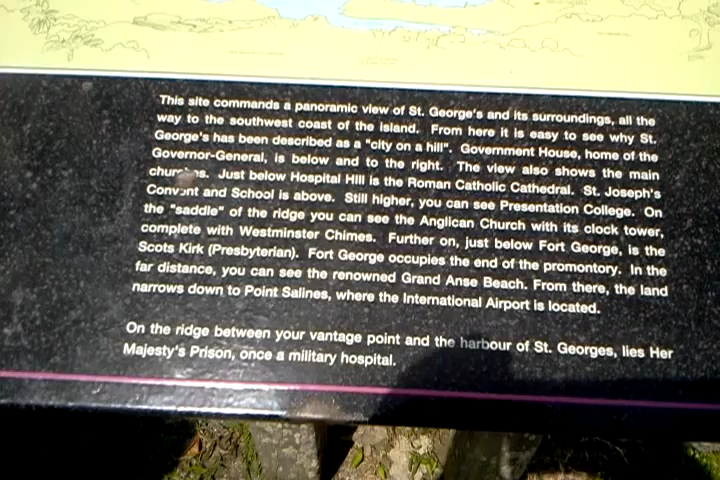 This site commands a panoramic view of St. George's and its surroundings, all the
way to the southwest coast of the island. From here it is easy to see why St.
George's has been described as a "city on a hill". Government House, home of the
Governor-General, is below and to the right. The view also shows the main
churches. Just below Hospital Hill is the Roman Catholic Cathedral. St. Joseph's
Convent and School is above. Still higher, you can see Presentation College. On
the "saddle" of the ridge you can see the Anglican Church with its clock tower,
complete with Westminster Chimes. Further on, just below Fort George, is the
Scots Kirk (Presbyterian). Fort George occupies the end of the promontory. In the
far distance, you can see the renowned Grand Anse Beach. From there, the land
narrows down to Point Salines, where the International Airport is located.
On the ridge between your vantage point and the harbour of St. Georges, lies Her
Majesty's Prison, once a military hospital.